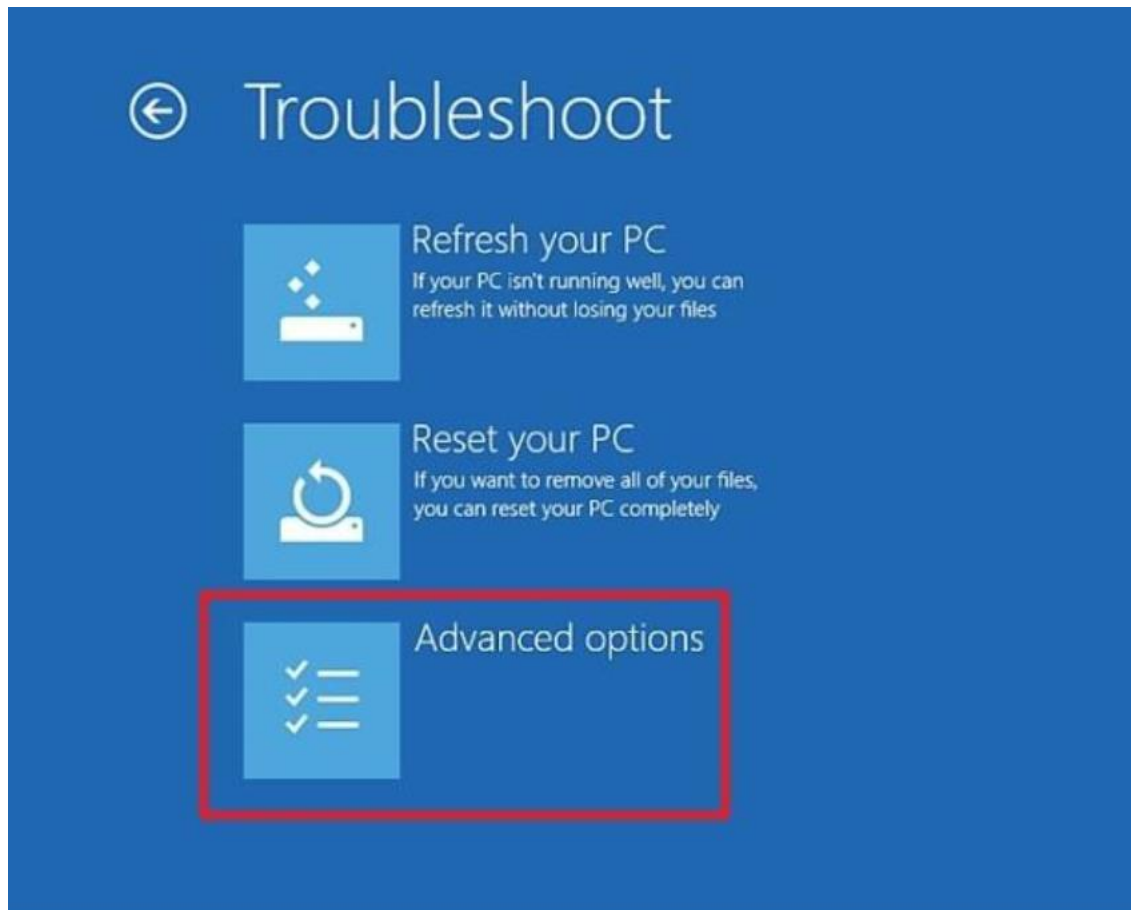 Troubleshoot
Refresh your PC
If your PC isn't running well, you can
refresh it without losing your files
Reset your PC
If you want to remove all of your files,
you can reset your PC completely
Advanced options